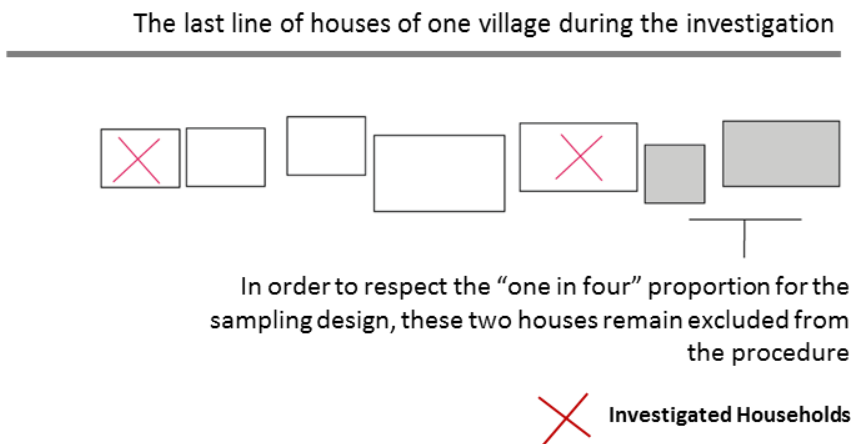 The last line of houses of one village during the investigation
In order to respect the “one in four” proportion for the
sampling design, these two houses remain excluded from
the procedure
Investigated Households